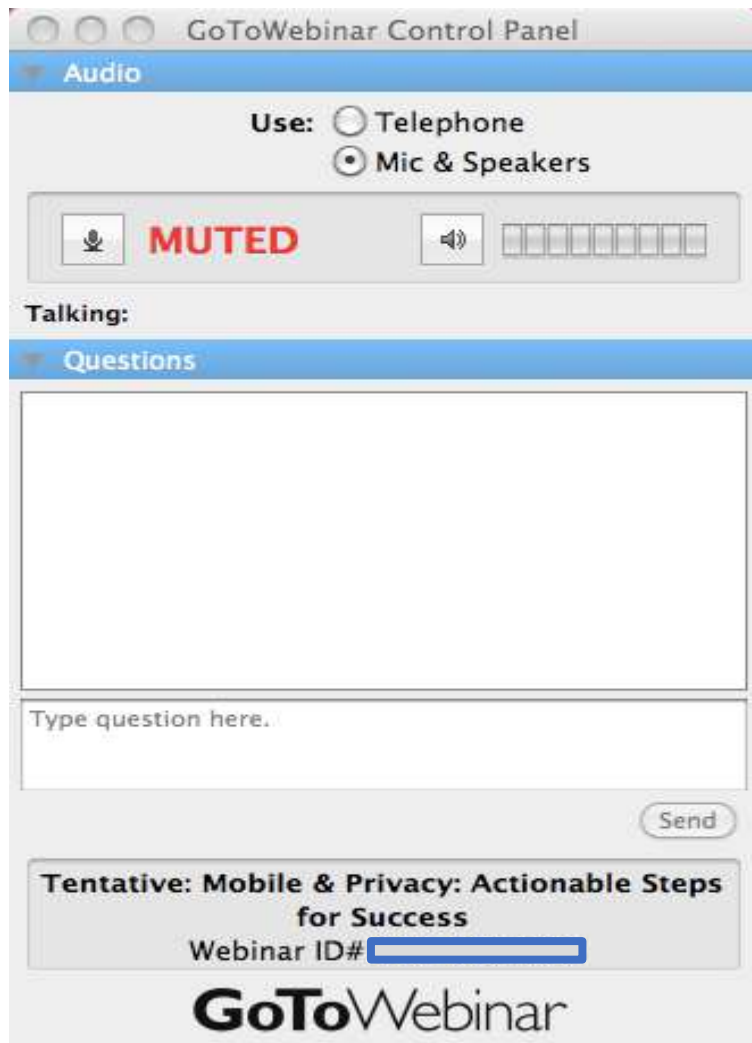 GoToWebinar Control Panel
Audio
Use: Telephone
Mic & Speakers
MUTED
Talking:
Questions
Type question here.
Send
Tentative: Mobile & Privacy: Actionable Steps
for Success
Webinar ID#
GoToWebinar